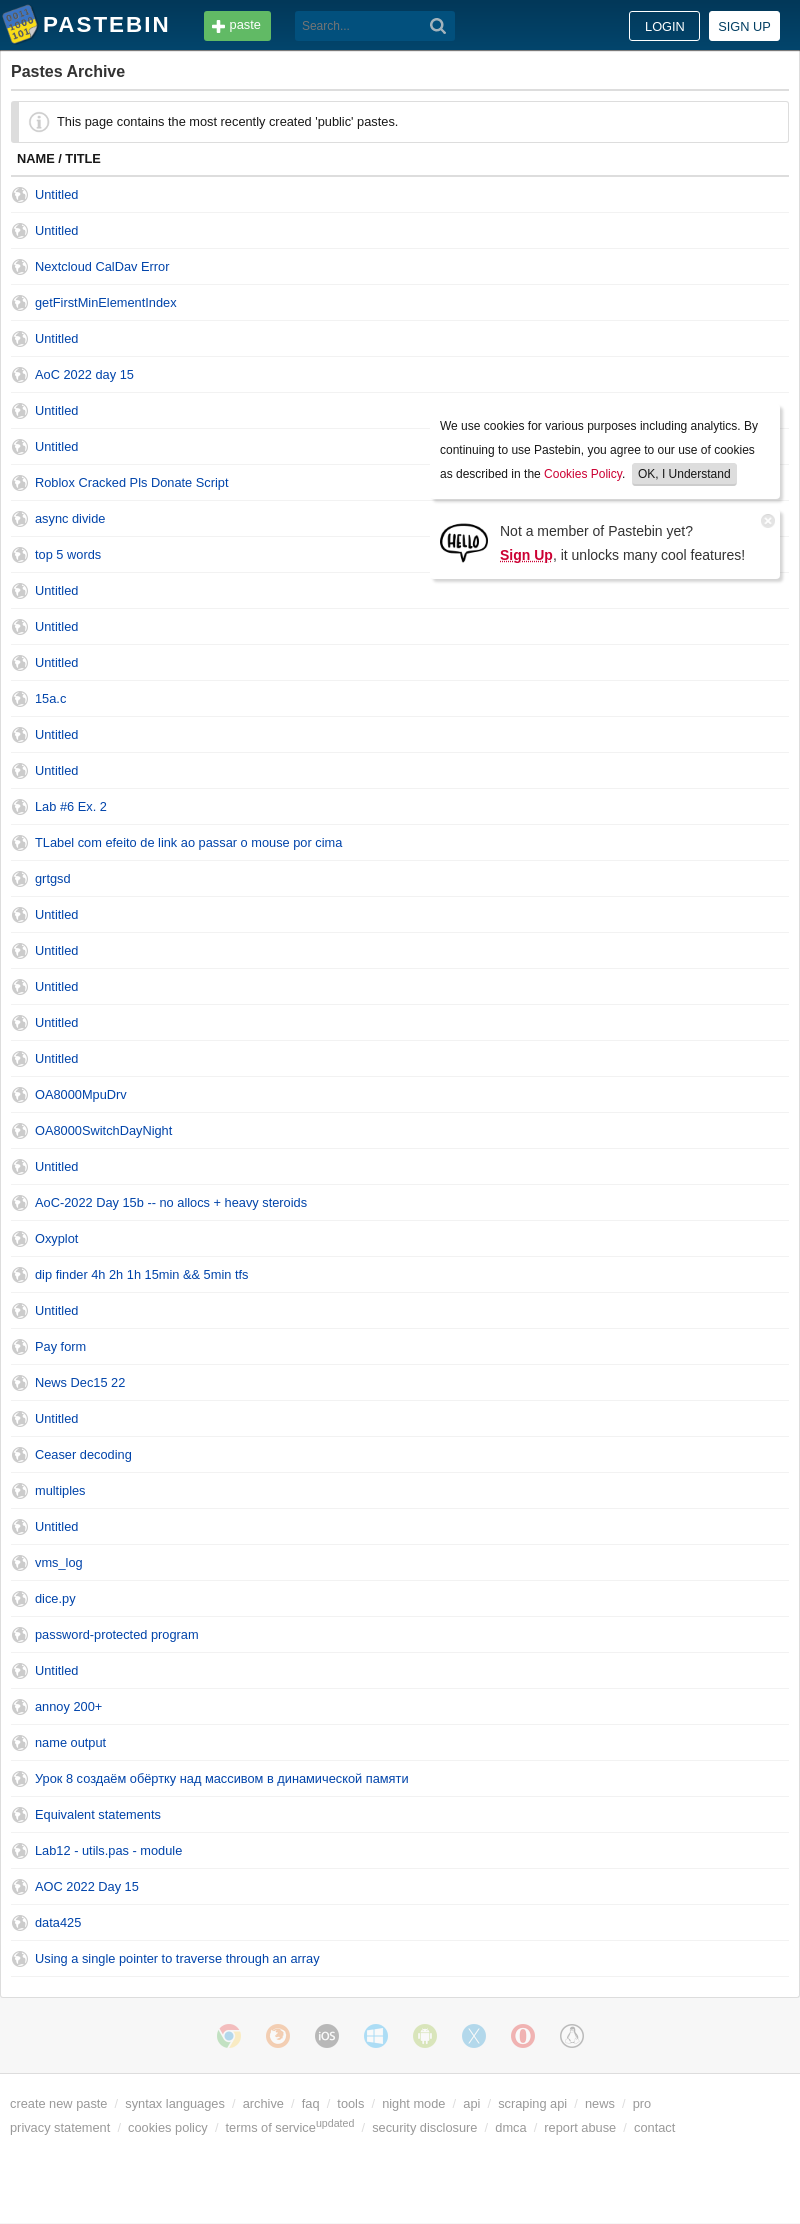 PASTEBIN
paste
Search...
LOGIN
SIGN UP
Pastes Archive
This page contains the most recently created 'public' pastes.
NAME / TITLE
Untitled
Untitled
Nextcloud CalDav Error
getFirstMinElementIndex
Untitled
AoC 2022 day 15
Untitled
Untitled
Roblox Cracked Pls Donate Script
async divide
top 5 words
Untitled
Untitled
Untitled
15a.c
Untitled
Untitled
Lab #6 Ex. 2
TLabel com efeito de link ao passar o mouse por cima
grtgsd
Untitled
Untitled
Untitled
Untitled
Untitled
OA8000MpuDrv
OA8000SwitchDayNight
Untitled
AoC-2022 Day 15b -- no allocs + heavy steroids
Oxyplot
dip finder 4h 2h 1h 15min && 5min tfs
Untitled
Pay form
News Dec15 22
Untitled
Ceaser decoding
multiples
Untitled
vms_log
dice.py
password-protected program
Untitled
annoy 200+
name output
Урок 8 создаём обёртку над массивом в динамической памяти
Equivalent statements
Lab12 - utils.pas - module
AOC 2022 Day 15
data425
Using a single pointer to traverse through an array
We use cookies for various purposes including analytics. By
continuing to use Pastebin, you agree to our use of cookies
as described in the Cookies Policy. OK, I Understand
HELLO
Not a member of Pastebin yet?
Sign Up, it unlocks many cool features!
iOS
create new paste / syntax languages / archive / faq / tools / night mode / api / scraping api / news / pro
privacy statement / cookies policy / terms of service updated / security disclosure / dmca / report abuse / contact